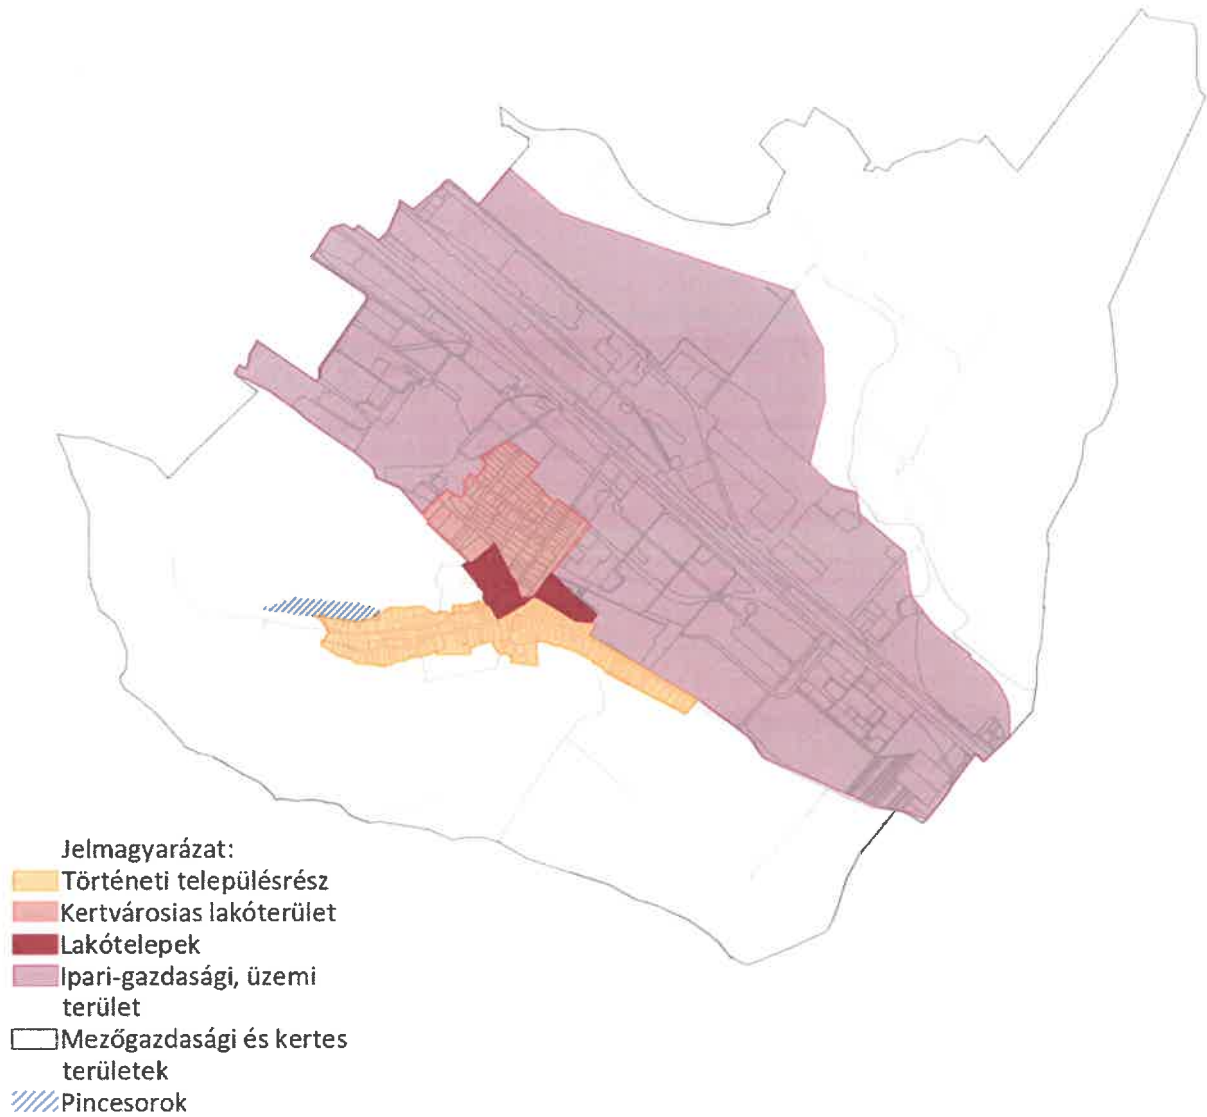 Jelmagyarázat:
Történeti településrész
Kertvárosias lakóterület
Lakótelepek
Ipari-gazdasági, üzemi
terület
Mezőgazdasági és kertes
területek
Pincesorok